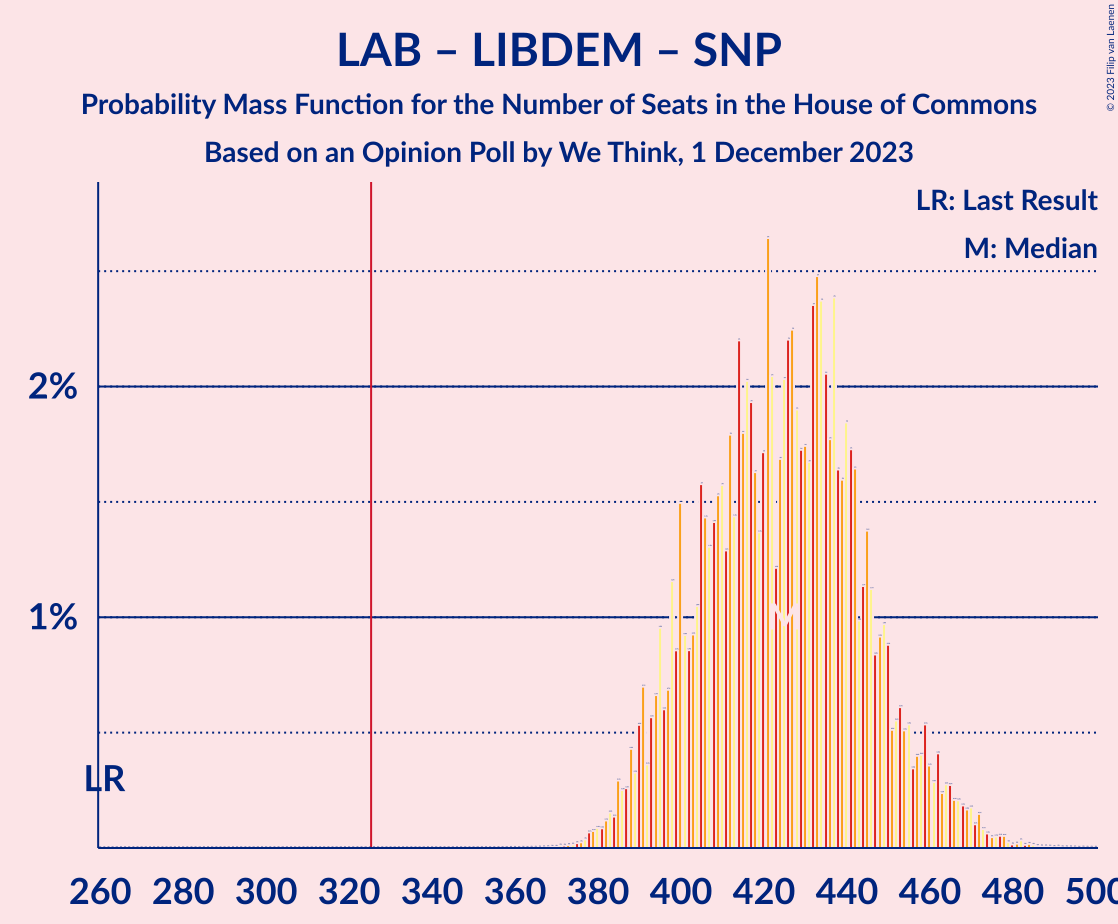 LAB – LIBDEM – SNP
Probability Mass Function for the Number of Seats in the House of Commons
Based on an Opinion Poll by We Think, 1 December 2023
© 2023 Filip van Laenen
LR: Last Result
M: Median
2%
1%
LR
M
260 280 300 320 340 360 380 400 420 440 460 480 500